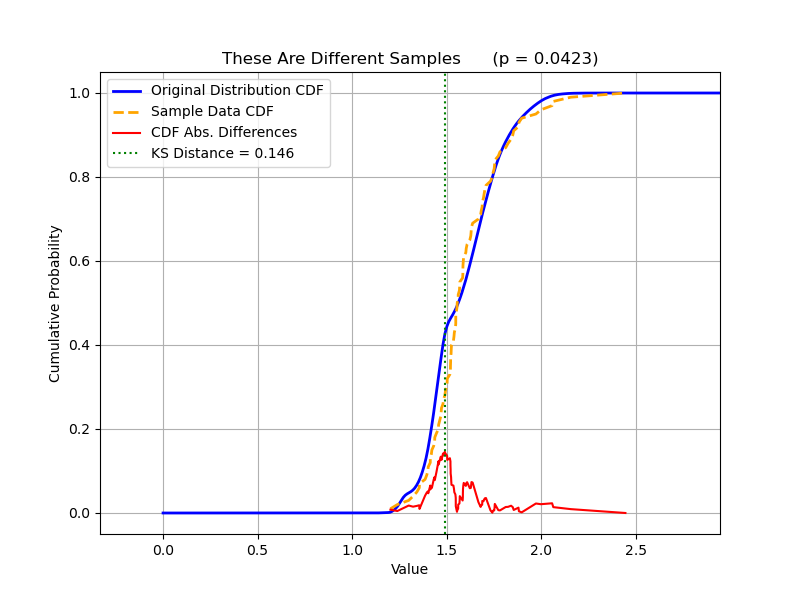 These Are Different Samples (p = 0.0423)
Original Distribution CDF
Sample Data CDF
CDF Abs. Differences
KS Distance = 0.146
Cumulative Probability
1.0
0.8
0.6
0.4
0.2
0.0
0.0 0.5 1.0 1.5 2.0 2.5
Value